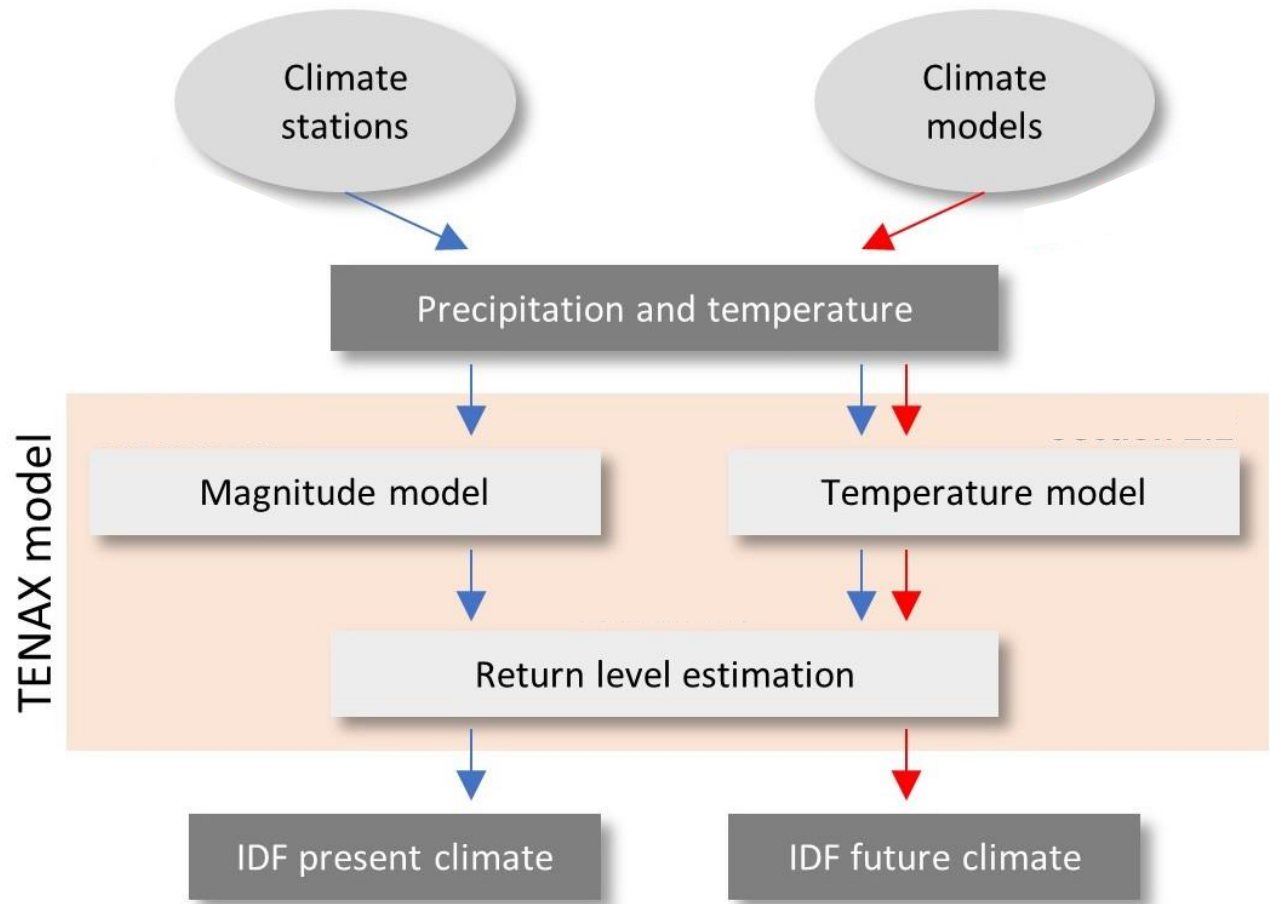 Climate
stations
Climate
models
Precipitation and temperature
TENAX model
Magnitude model
Temperature model
Return level estimation
IDF present climate
IDF future climate